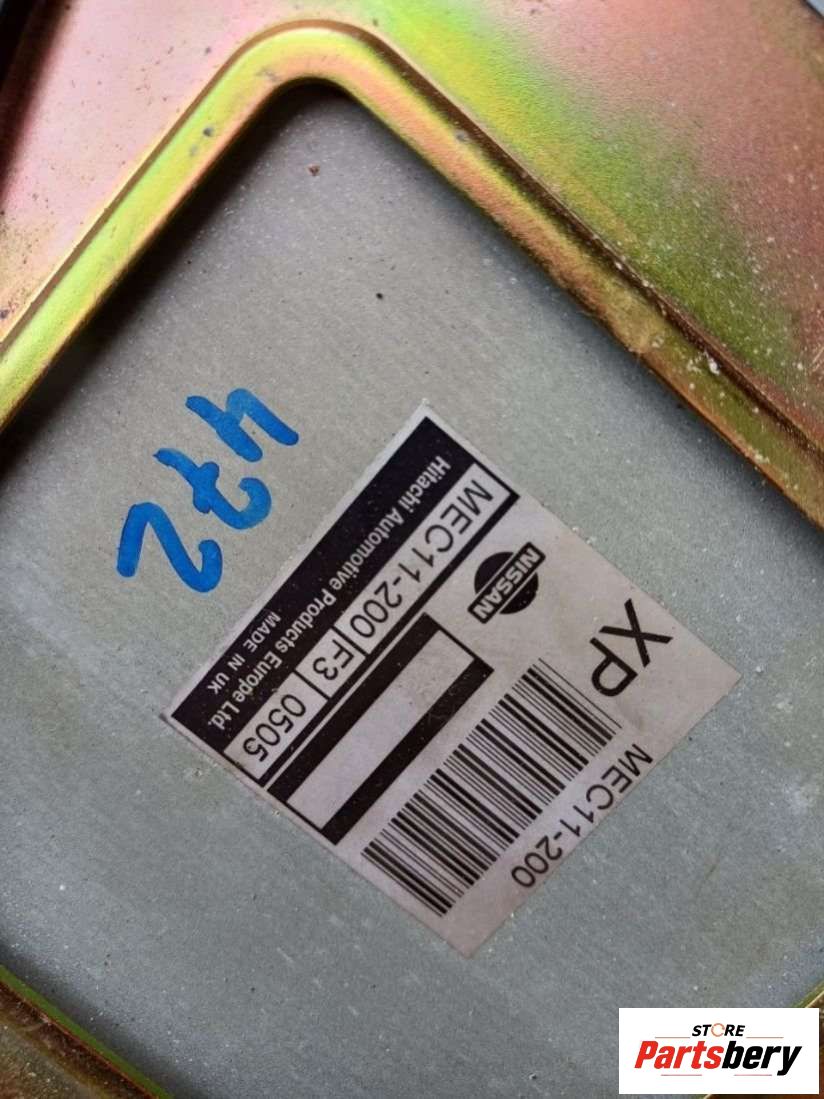 472
Hitachi Automotive Products Europe Ltd.
MADE IN UK
MEC11-200 F3 0505
NISSAN
XP
MEC11-200
STORE
Partsbery